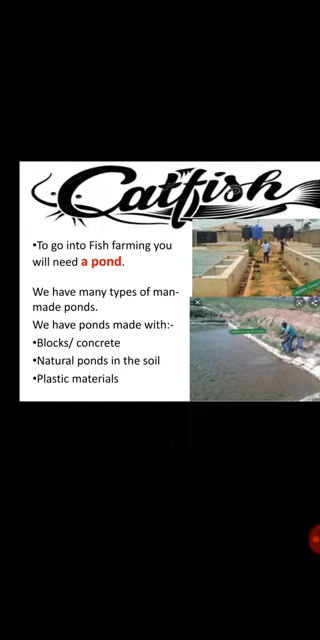 Catfish
•To go into Fish farming you
will need a pond.
We have many types of man-
made ponds.
We have ponds made with:-
•Blocks/ concrete
•Natural ponds in the soil
•Plastic materials